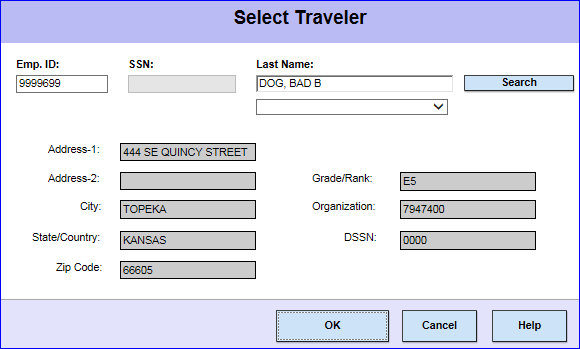 Select Traveler
Emp. ID: SSN: Last Name:
9999699 DOG, BAD B Search
Address-1: 444 SE QUINCY STREET
Address-2: Grade/Rank: E5
City: TOPEKA Organization: 7947400
State/Country: KANSAS DSSN: 0000
Zip Code: 66605
OK Cancel Help